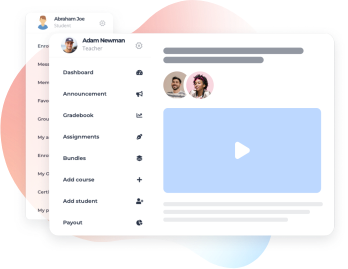 Abraham Joe
Student
Adam Newman
Teacher
Dashboard
Announcement
Gradebook
Assignments
Bundles
Add course
Add student
Payout
Enro
Mess
Mem
Favo
Grou
My a
Enro
My G
Certi
My p